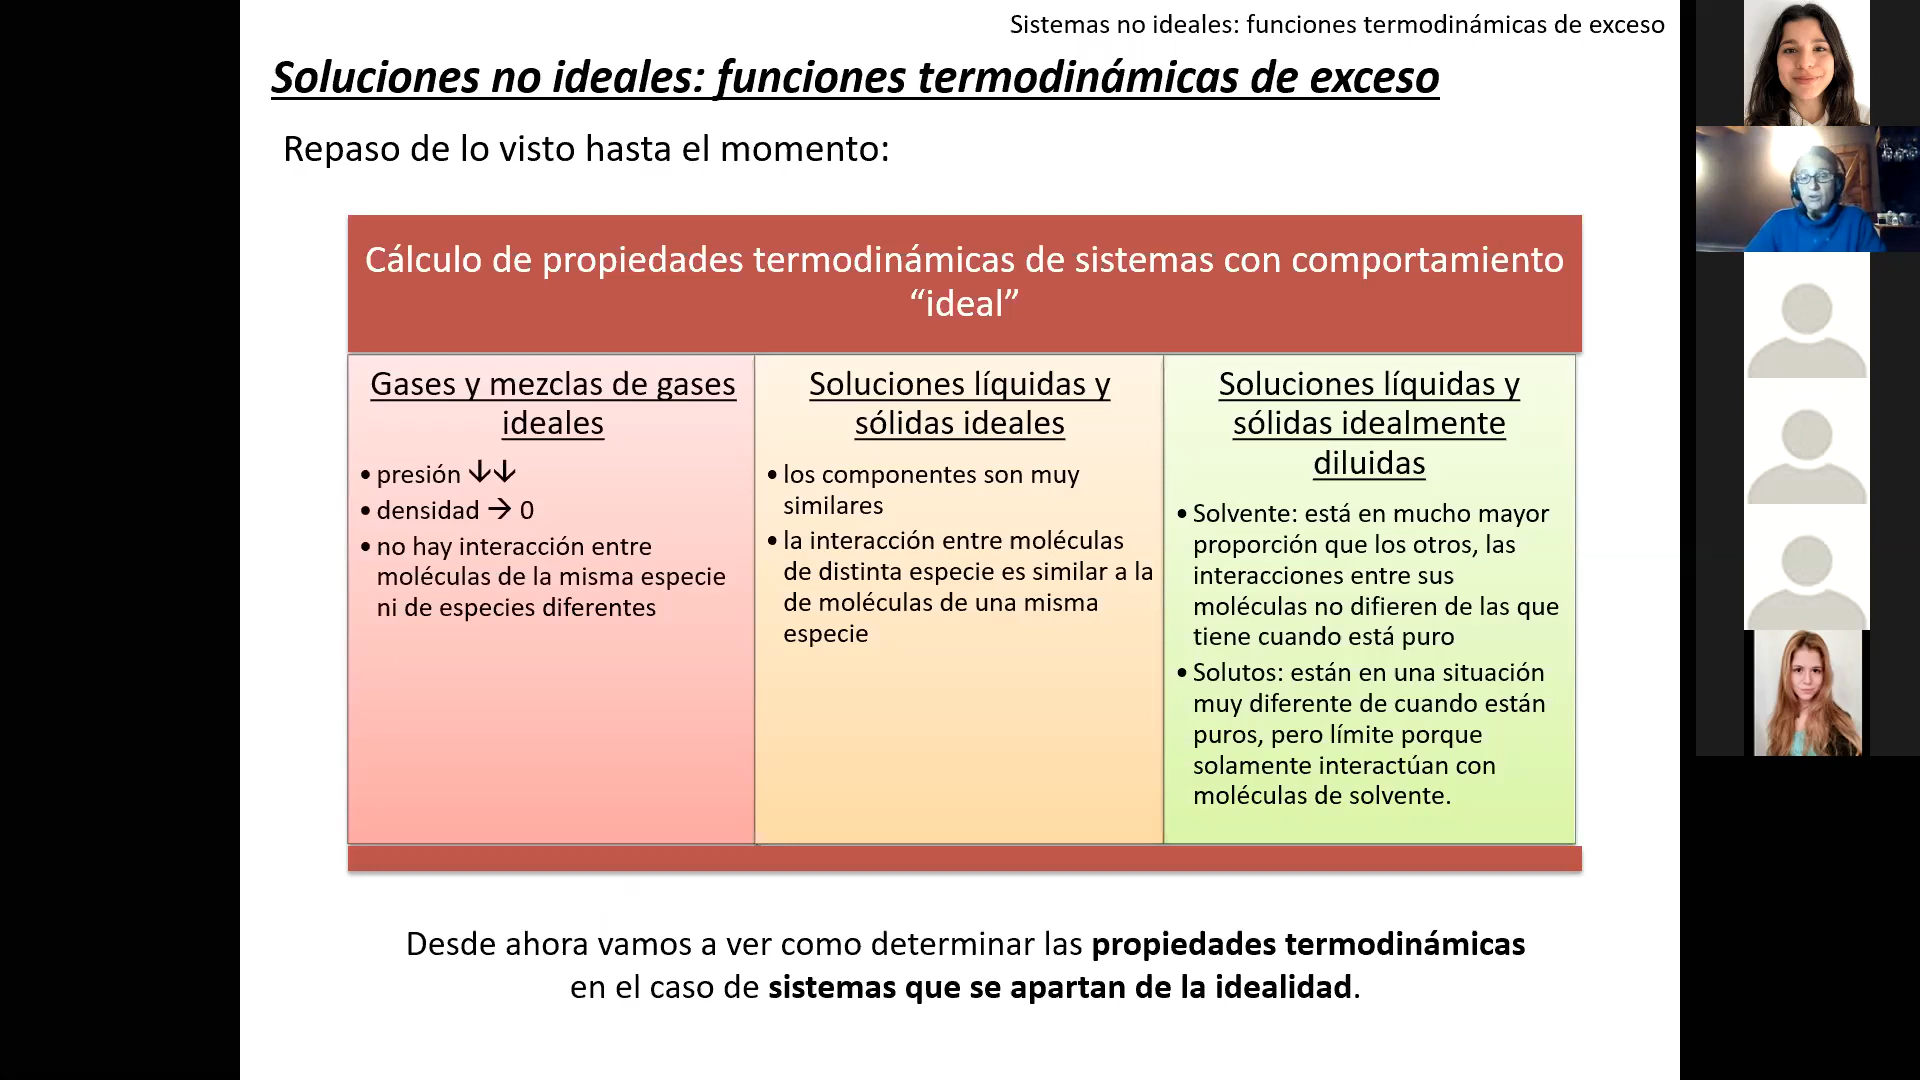 Sistemas no ideales: funciones termodinámicas de exceso
Soluciones no ideales: funciones termodinámicas de exceso
Repaso de lo visto hasta el momento:
Cálculo de propiedades termodinámicas de sistemas con comportamiento
“ideal”
Gases y mezclas de gases
ideales
• presión ↓↓
• densidad → 0
• no hay interacción entre
moléculas de la misma especie
ni de especies diferentes
Soluciones líquidas y
sólidas ideales
• los componentes son muy
similares
• la interacción entre moléculas
de distinta especie es similar a la
de moléculas de una misma
especie
Soluciones líquidas y
sólidas idealmente
diluidas
• Solvente: está en mucho mayor
proporción que los otros, las
interacciones entre sus
moléculas no difieren de las que
tiene cuando está puro
• Solutos: están en una situación
muy diferente de cuando están
puros, pero límite porque
solamente interactúan con
moléculas de solvente.
Desde ahora vamos a ver como determinar las propiedades termodinámicas
en el caso de sistemas que se apartan de la idealidad.